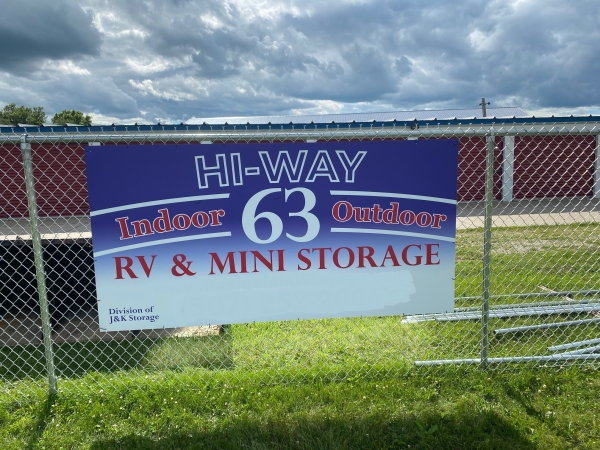 HI-WAY
Indoor 63 Outdoor
RV & MINI STORAGE
Division of
J&K Storage